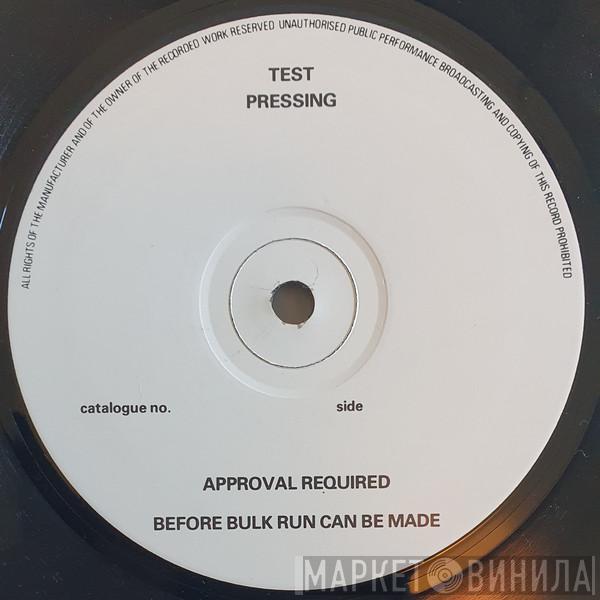 ALL RIGHTS OF THE MANUFACTURER AND OF THE OWNER OF THE RECORDED WORK RESERVED UNAUTHORISED PUBLIC PERFORMANCE BROADCASTING AND COPYING OF THIS RECORD PROHIBITED
TEST
PRESSING
catalogue no. side
APPROVAL REQUIRED
BEFORE BULK RUN CAN BE MADE
МАРКЕТ ВИНИЛА